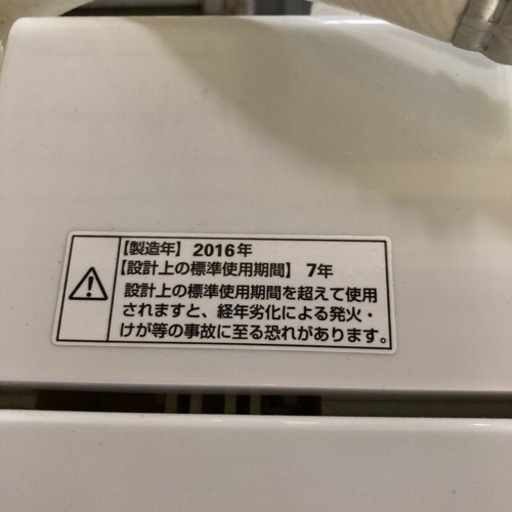 【製造年】 2016年
【設計上の標準使用期間】 7年
設計上の標準使用期間を超えて使用
されますと、経年劣化による発火・
けが等の事故に至る恐れがあります。